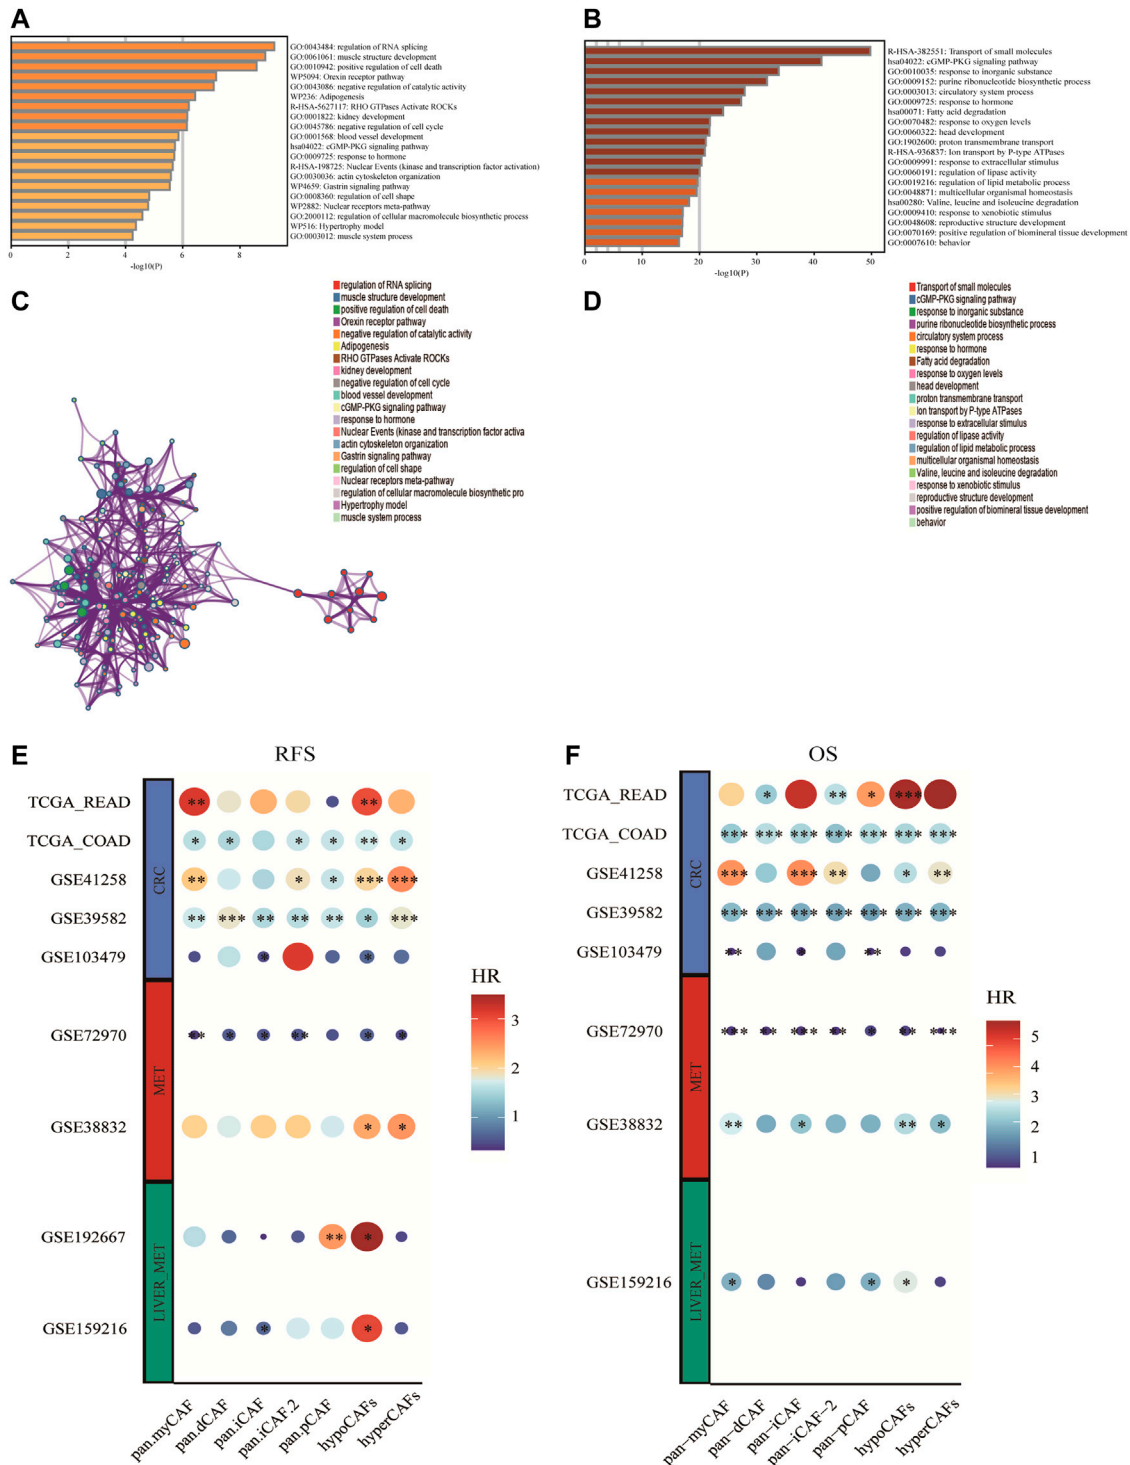 A
GO:0043484: regulation of RNA splicing
GO:0061061: muscle structure development
GO:0010942: positive regulation of cell death
WP5094: Orexin receptor pathway
GO:0043086: negative regulation of catalytic activity
WP236: Adipogenesis
R-HSA-5627117: RHO GTPases Activate ROCKs
GO:0001822: kidney development
GO:0045786: negative regulation of cell cycle
GO:0001568: blood vessel development
hsa04022: cGMP-PKG signaling pathway
GO:0009725: response to hormone
R-HSA-198725: Nuclear Events (kinase and transcription factor activation)
GO:0030036: actin cytoskeleton organization
WP4659: Gastrin signaling pathway
GO:0008360: regulation of cell shape
WP2882: Nuclear receptors meta-pathway
GO:2000112: regulation of cellular macromolecule biosynthetic process
WP516: Hypertrophy model
GO:0003012: muscle system process
0 2 4 6 8
-log10(P)
B
R-HSA-382551: Transport of small molecules
hsa04022: cGMP-PKG signaling pathway
GO:0010035: response to inorganic substance
GO:0009152: purine ribonucleotide biosynthetic process
GO:0003013: circulatory system process
GO:0009725: response to hormone
hsa00071: Fatty acid degradation
GO:0070482: response to oxygen levels
GO:0060322: head development
GO:1902600: proton transmembrane transport
R-HSA-936837: Ion transport by P-type ATPases
GO:0009991: response to extracellular stimulus
GO:0060191: regulation of lipase activity
GO:0019216: regulation of lipid metabolic process
GO:0048871: multicellular organismal homeostasis
hsa00280: Valine, leucine and isoleucine degradation
GO:0009410: response to xenobiotic stimulus
GO:0048608: reproductive structure development
GO:0070169: positive regulation of biomineral tissue development
GO:0007610: behavior
0 10 20 30 40 50
-log10(P)
C
regulation of RNA splicing
muscle structure development
positive regulation of cell death
Orexin receptor pathway
negative regulation of catalytic activity
Adipogenesis
RHO GTPases Activate ROCKs
kidney development
negative regulation of cell cycle
blood vessel development
cGMP-PKG signaling pathway
response to hormone
Nuclear Events (kinase and transcription factor activa
actin cytoskeleton organization
Gastrin signaling pathway
regulation of cell shape
Nuclear receptors meta-pathway
regulation of cellular macromolecule biosynthetic pro
Hypertrophy model
muscle system process
D
Transport of small molecules
cGMP-PKG signaling pathway
response to inorganic substance
purine ribonucleotide biosynthetic process
circulatory system process
response to hormone
Fatty acid degradation
response to oxygen levels
head development
proton transmembrane transport
Ion transport by P-type ATPases
response to extracellular stimulus
regulation of lipase activity
regulation of lipid metabolic process
multicellular organismal homeostasis
Valine, leucine and isoleucine degradation
response to xenobiotic stimulus
reproductive structure development
positive regulation of biomineral tissue development
behavior
E
RFS
TCGA_READ ** **
TCGA_COAD * * * * ** *
GSE41258 ** * * *** ***
GSE39582 ** *** ** ** ** * ***
GSE103479 * *
GSE72970 ** * * ** * *
GSE38832 * *
GSE192667 ** *
GSE159216 * *
CRC
MET
LIVER_MET
pan.myCAF
pan.dCAF
pan.iCAF
pan.iCAF.2
pan.pCAF
hypoCAFs
hyperCAFs
HR
3
2
1
F
OS
TCGA_READ * ** * ***
TCGA_COAD *** *** *** *** *** *** ***
GSE41258 *** *** ** * **
GSE39582 *** *** *** *** *** *** ***
GSE103479 ** * **
GSE72970 *** ** *** ** * ** ***
GSE38832 ** * ** *
GSE159216 * * *
CRC
MET
LIVER_MET
pan−myCAF
pan−dCAF
pan−iCAF
pan−iCAF−2
pan−pCAF
hypoCAFs
hyperCAFs
HR
5
4
3
2
1